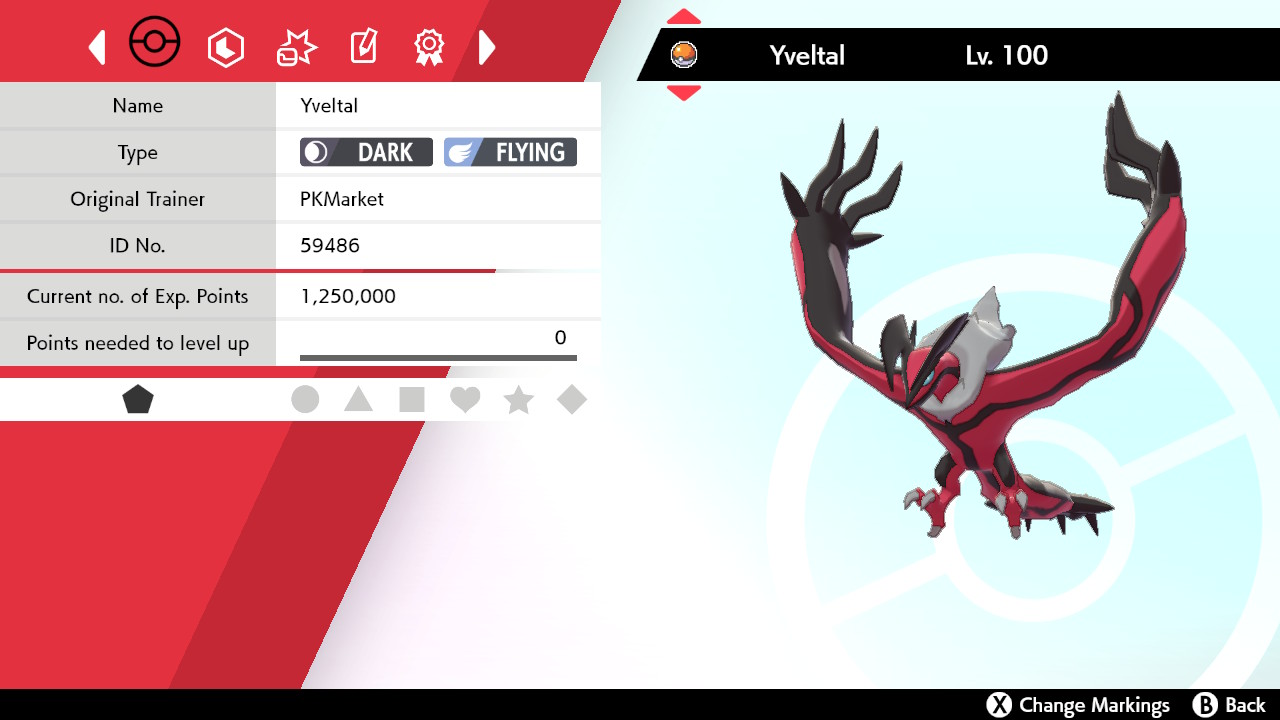 Yveltal Lv. 100
Name Yveltal
Type DARK FLYING
Original Trainer PKMarket
ID No. 59486
Current no. of Exp. Points 1,250,000
Points needed to level up 0
X Change Markings B Back